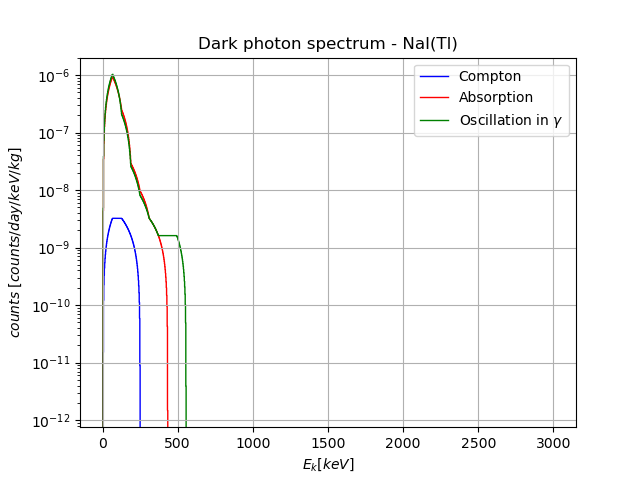 Dark photon spectrum - NaI(Tl)
Compton
Absorption
Oscillation in γ
counts [counts/day/keV/kg]
10⁻⁶
10⁻⁷
10⁻⁸
10⁻⁹
10⁻¹⁰
10⁻¹¹
10⁻¹²
0 500 1000 1500 2000 2500 3000
Eₖ[keV]